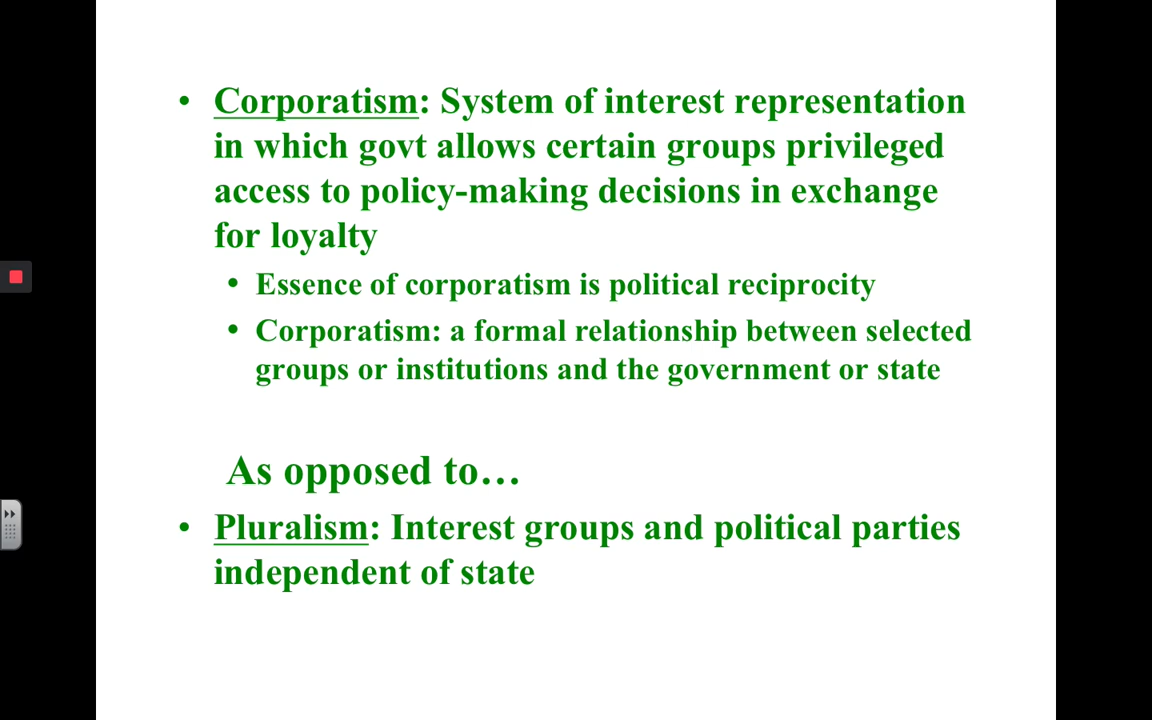 • Corporatism: System of interest representation
in which govt allows certain groups privileged
access to policy-making decisions in exchange
for loyalty
• Essence of corporatism is political reciprocity
• Corporatism: a formal relationship between selected
groups or institutions and the government or state
As opposed to…
• Pluralism: Interest groups and political parties
independent of state